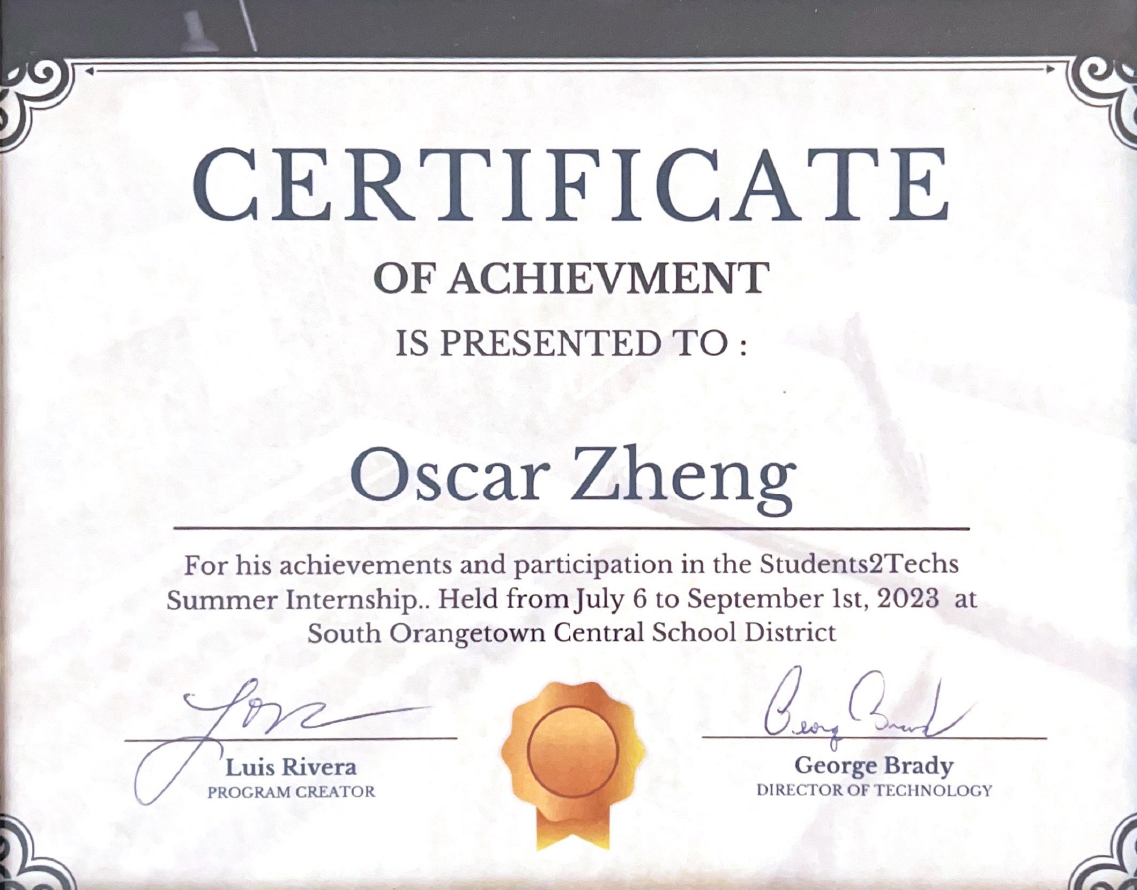 CERTIFICATE
OF ACHIEVMENT
IS PRESENTED TO :
Oscar Zheng
For his achievements and participation in the Students2Techs
Summer Internship.. Held from July 6 to September 1st, 2023 at
South Orangetown Central School District
Luis Rivera
PROGRAM CREATOR
George Brady
DIRECTOR OF TECHNOLOGY